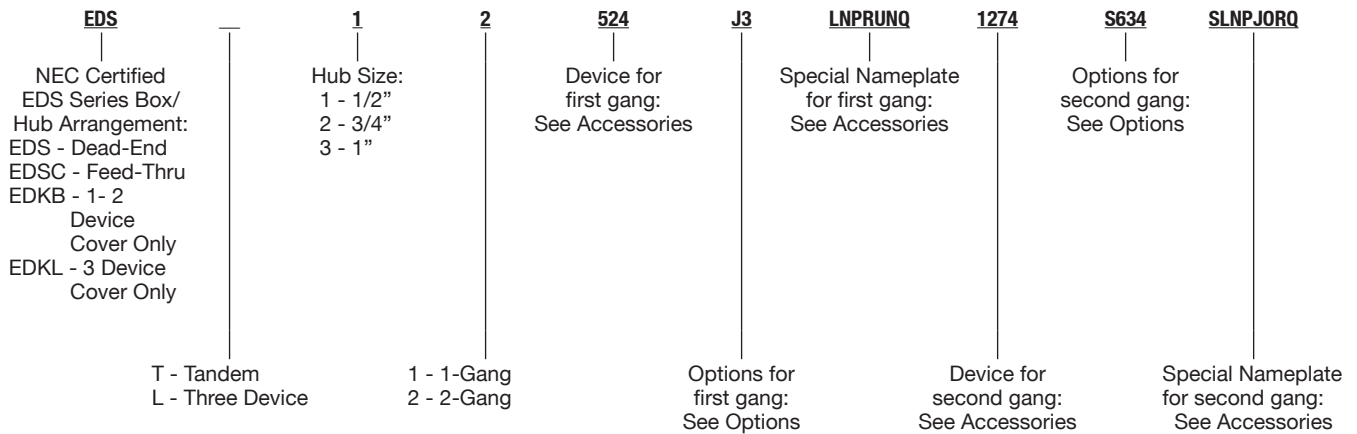 EDS __ 1 2 524 J3 LNPRUNQ 1274 S634 SLNPJORQ
NEC Certified
EDS Series Box/
Hub Arrangement:
EDS - Dead-End
EDSC - Feed-Thru
EDKB - 1- 2
Device
Cover Only
EDKL - 3 Device
Cover Only
Hub Size:
1 - 1/2”
2 - 3/4”
3 - 1”
Device for
first gang:
See Accessories
Special Nameplate
for first gang:
See Accessories
Options for
second gang:
See Options
T - Tandem
L - Three Device
1 - 1-Gang
2 - 2-Gang
Options for
first gang:
See Options
Device for
second gang:
See Accessories
Special Nameplate
for second gang:
See Accessories